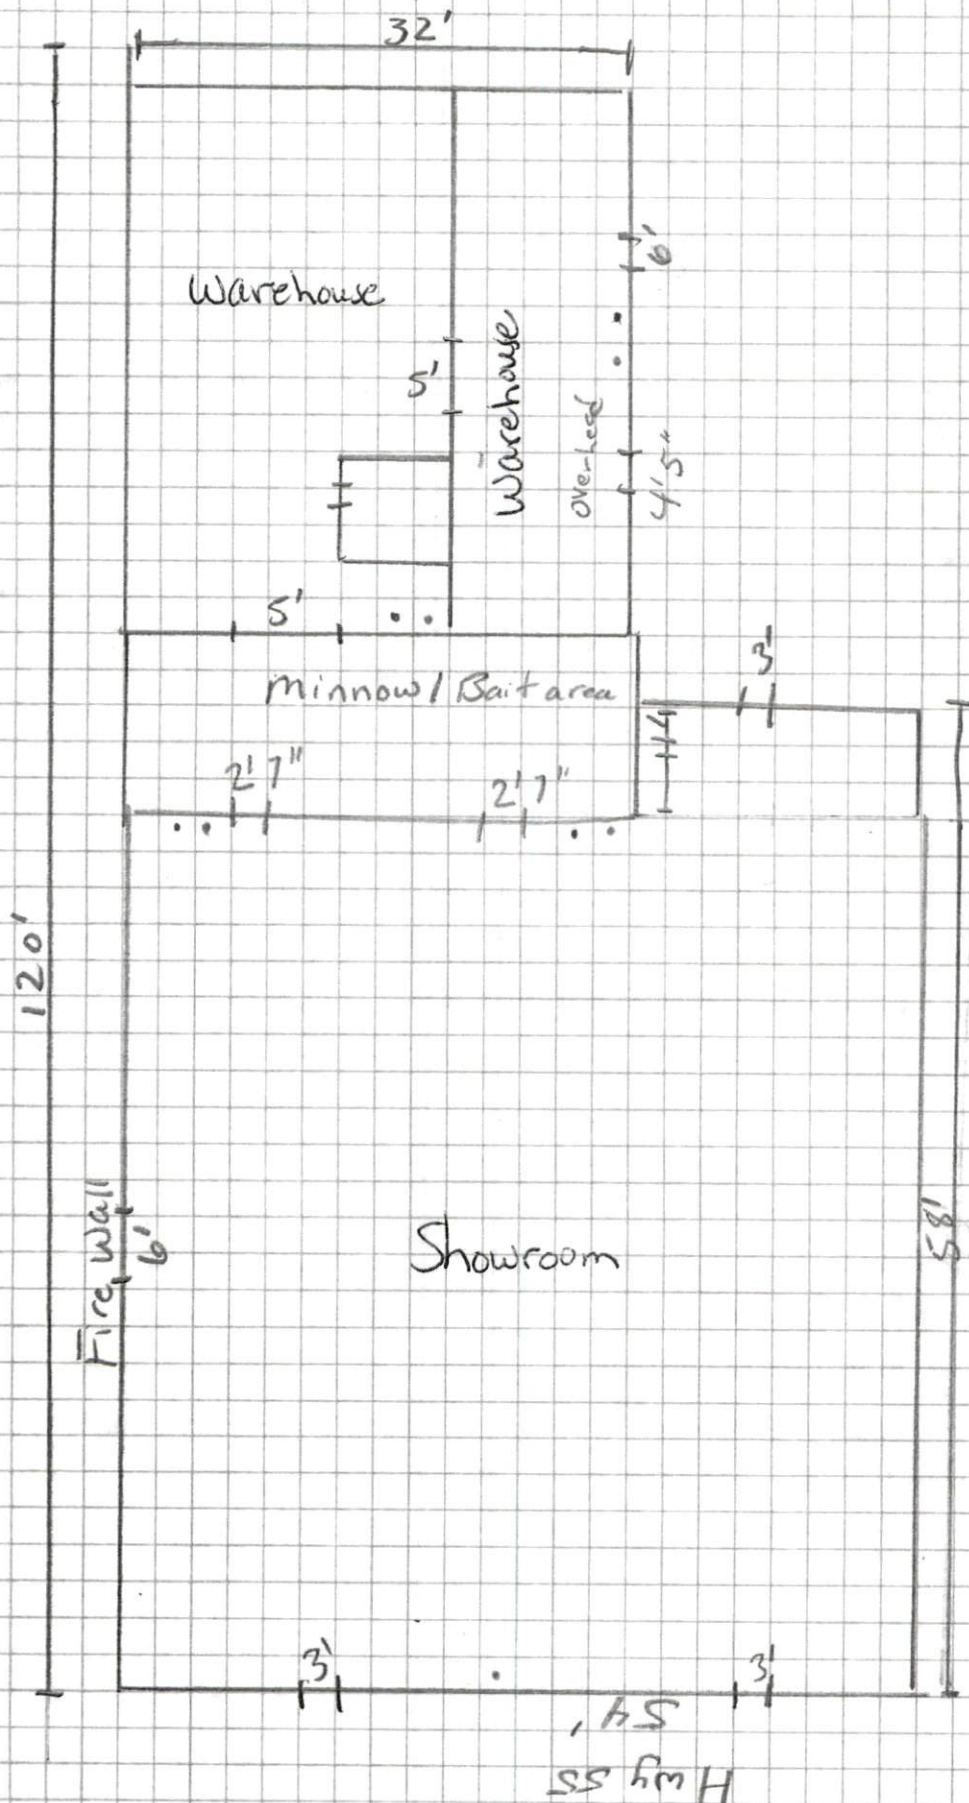 32'
6'
Warehouse
5'
Warehouse
Overhead
4'5"
5'
3'
Minnow / Bait area
14
2'7"
2'7"
120'
Fire Wall
6'
Showroom
58'
3'
3'
54'
Hwy 55